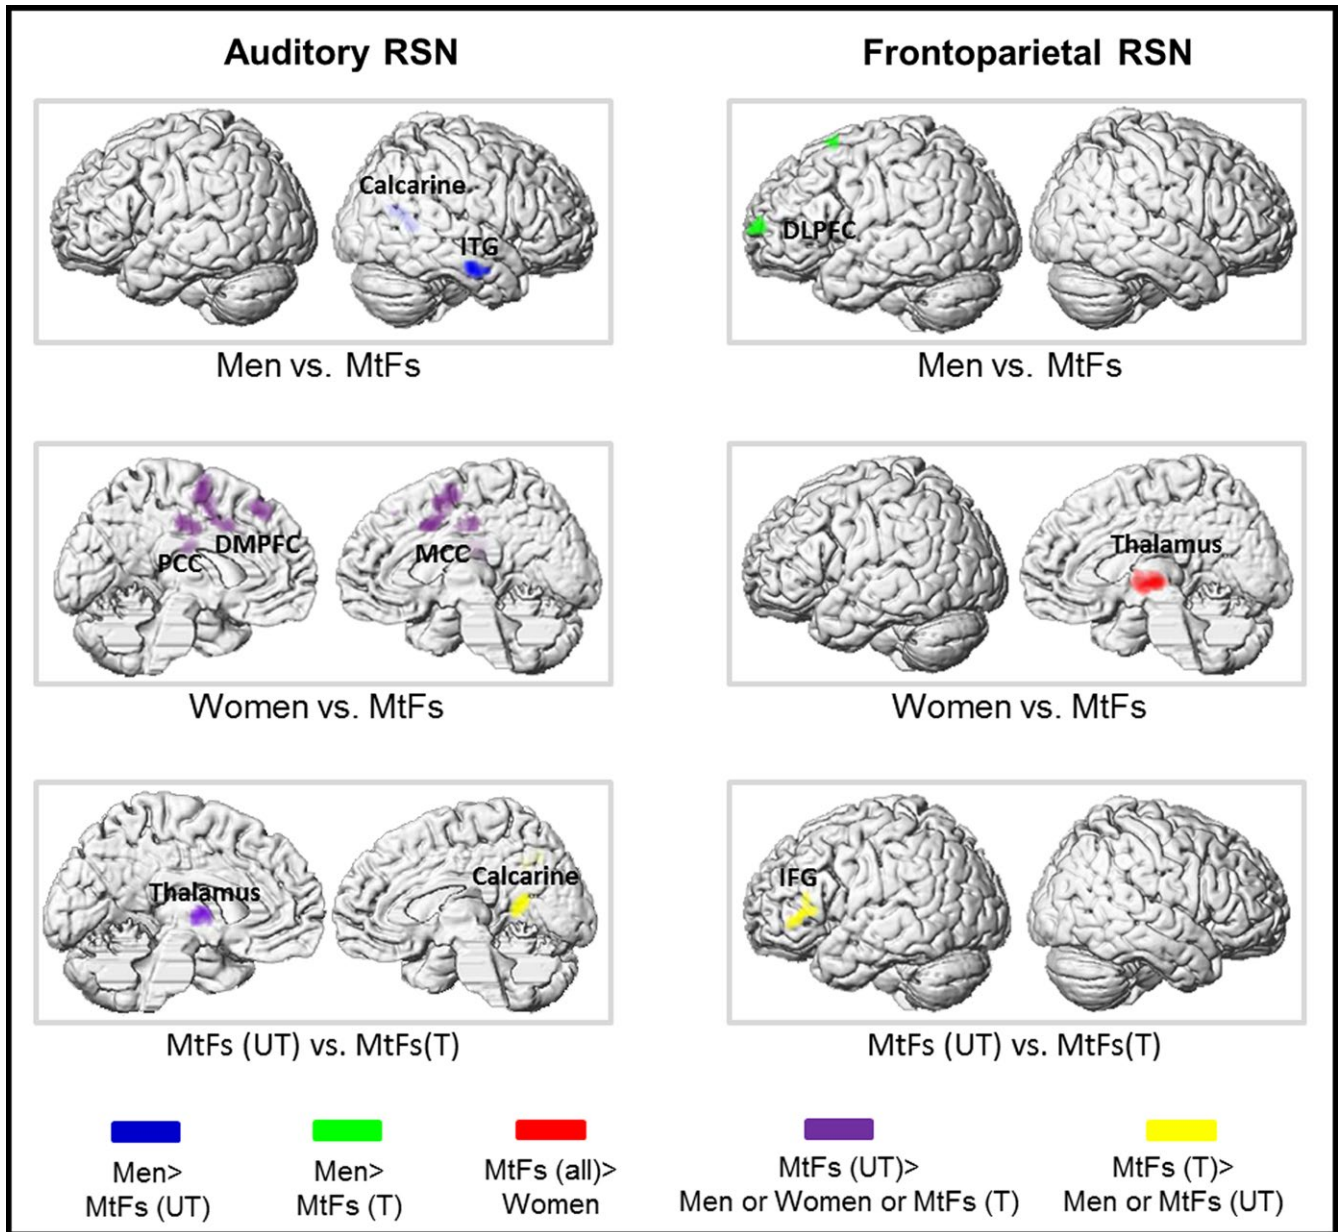 Auditory RSN
Frontoparietal RSN
Calcarine
ITG
Men vs. MtFs
DLPFC
Men vs. MtFs
DMPFC
PCC
MCC
Women vs. MtFs
Thalamus
Women vs. MtFs
Thalamus
Calcarine
MtFs (UT) vs. MtFs(T)
IFG
MtFs (UT) vs. MtFs(T)
Men>
MtFs (UT)
Men>
MtFs (T)
MtFs (all)>
Women
MtFs (UT)>
Men or Women or MtFs (T)
MtFs (T)>
Men or MtFs (UT)